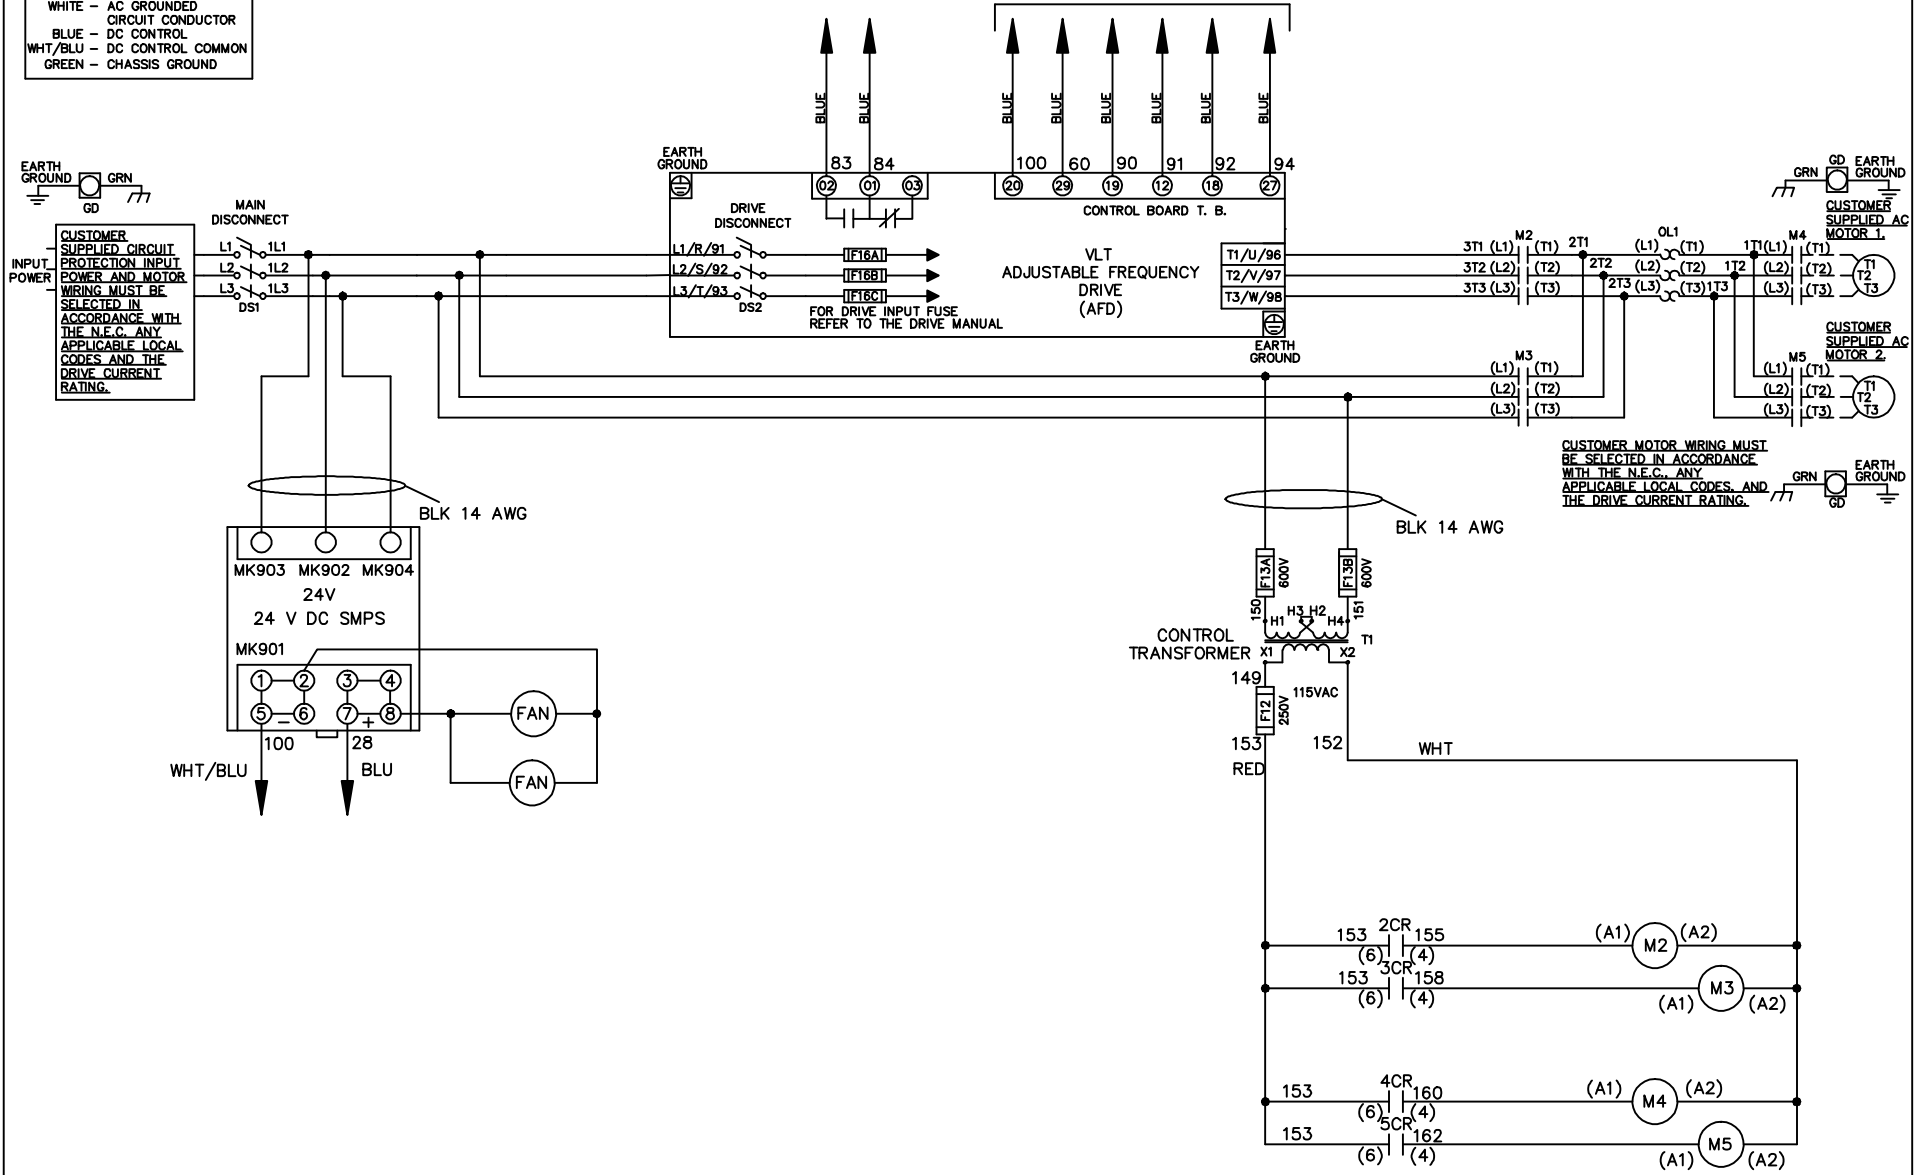 WHITE – AC GROUNDED
CIRCUIT CONDUCTOR
BLUE – DC CONTROL
WHT/BLU – DC CONTROL COMMON
GREEN – CHASSIS GROUND
BLUE
BLUE
BLUE
BLUE
BLUE
BLUE
BLUE
BLUE
EARTH
GROUND
83
84
100
60
90
91
92
94
02
01
03
20
29
19
12
18
27
CONTROL BOARD T. B.
EARTH
GROUND
GRN
GD
MAIN
DISCONNECT
L1
1L1
L2
1L2
L3
1L3
DS1
INPUT
POWER
CUSTOMER
SUPPLIED CIRCUIT
PROTECTION INPUT
POWER AND MOTOR
WIRING MUST BE
SELECTED IN
ACCORDANCE WITH
THE N.E.C. ANY
APPLICABLE LOCAL
CODES AND THE
DRIVE CURRENT
RATING.
DRIVE
DISCONNECT
L1/R/91
L2/S/92
L3/T/93
DS2
F16A
F16B
F16C
FOR DRIVE INPUT FUSE
REFER TO THE DRIVE MANUAL
VLT
ADJUSTABLE FREQUENCY
DRIVE
(AFD)
T1/U/96
T2/V/97
T3/W/98
EARTH
GROUND
M2
3T1 (L1) (T1) 2T1
3T2 (L2) (T2) 2T2
3T3 (L3) (T3) 2T3
OL1
(L1) (T1) 1T1
(L2) (T2) 1T2
(L3) (T3) 1T3
M4
(L1) (T1)
(L2) (T2)
(L3) (T3)
GD
GRN
EARTH
GROUND
CUSTOMER
SUPPLIED AC
MOTOR 1.
T1
T2
T3
M3
(L1) (T1)
(L2) (T2)
(L3) (T3)
CUSTOMER
SUPPLIED AC
MOTOR 2.
M5
(L1) (T1)
(L2) (T2)
(L3) (T3)
T1
T2
T3
CUSTOMER MOTOR WIRING MUST
BE SELECTED IN ACCORDANCE
WITH THE N.E.C., ANY
APPLICABLE LOCAL CODES, AND
THE DRIVE CURRENT RATING.
GRN
GD
EARTH
GROUND
BLK 14 AWG
MK903 MK902 MK904
24V
24 V DC SMPS
MK901
1 2 3 4
5 – 6 7 + 8
100
28
WHT/BLU
BLU
FAN
FAN
BLK 14 AWG
F13A
600V
F13B
600V
150
151
H1 H3 H2 H4
T1
CONTROL
TRANSFORMER
X1
X2
149
115VAC
F12
250V
153
152
RED
WHT
2CR
153 155
(6) (4)
(A1) M2 (A2)
3CR
153 158
(6) (4)
(A1) M3 (A2)
4CR
153 160
(6) (4)
(A1) M4 (A2)
5CR
153 162
(6) (4)
(A1) M5 (A2)